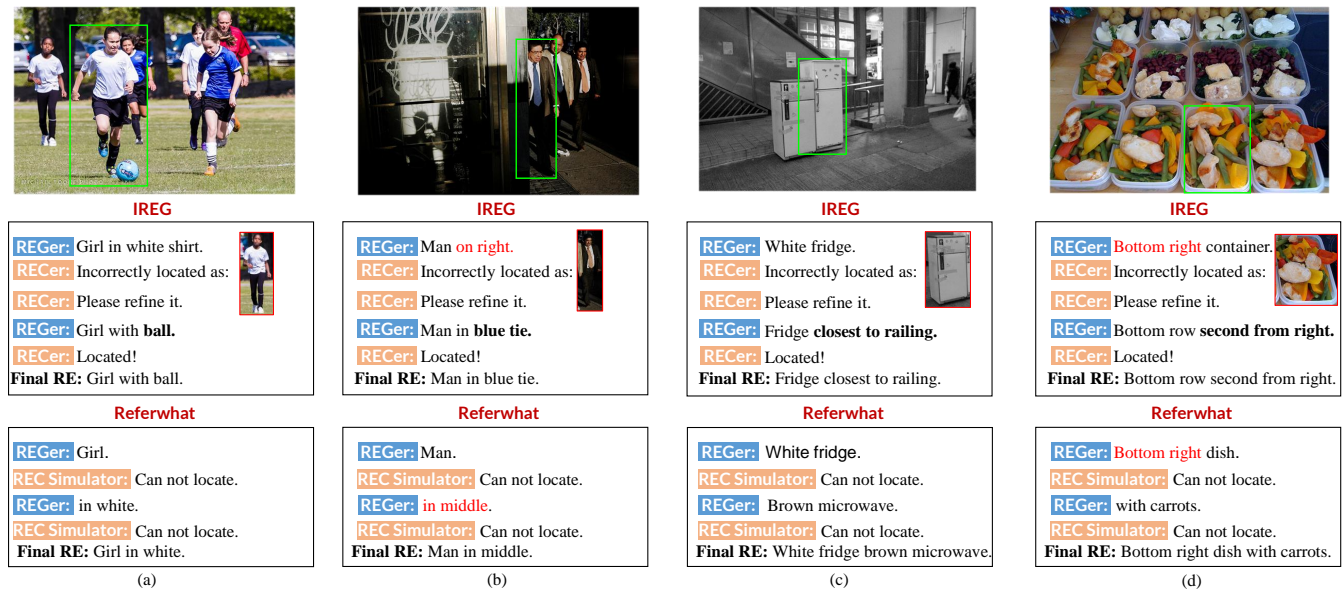 IREG
REGer: Girl in white shirt.
RECer: Incorrectly located as:
RECer: Please refine it.
REGer: Girl with ball.
RECer: Located!
Final RE: Girl with ball.
Referwhat
REGer: Girl.
REC Simulator: Can not locate.
REGer: in white.
REC Simulator: Can not locate.
Final RE: Girl in white.
(a)
IREG
REGer: Man on right.
RECer: Incorrectly located as:
RECer: Please refine it.
REGer: Man in blue tie.
RECer: Located!
Final RE: Man in blue tie.
Referwhat
REGer: Man.
REC Simulator: Can not locate.
REGer: in middle.
REC Simulator: Can not locate.
Final RE: Man in middle.
(b)
IREG
REGer: White fridge.
RECer: Incorrectly located as:
RECer: Please refine it.
REGer: Fridge closest to railing.
RECer: Located!
Final RE: Fridge closest to railing.
Referwhat
REGer: White fridge.
REC Simulator: Can not locate.
REGer: Brown microwave.
REC Simulator: Can not locate.
Final RE: White fridge brown microwave.
(c)
IREG
REGer: Bottom right container.
RECer: Incorrectly located as:
RECer: Please refine it.
REGer: Bottom row second from right.
RECer: Located!
Final RE: Bottom row second from right.
Referwhat
REGer: Bottom right dish.
REC Simulator: Can not locate.
REGer: with carrots.
REC Simulator: Can not locate.
Final RE: Bottom right dish with carrots.
(d)